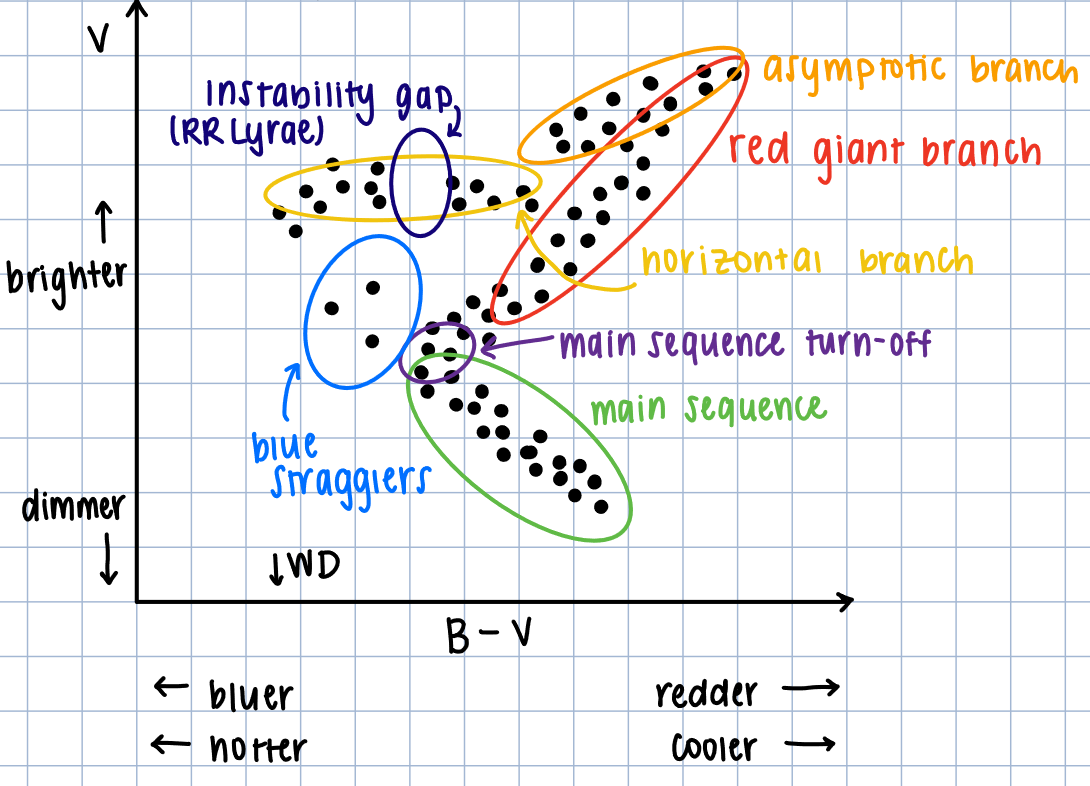 V
instability gap
(RR Lyrae)
asymptotic branch
red giant branch
brighter
horizontal branch
main sequence turn-off
main sequence
blue
stragglers
dimmer
↓WD
B-V
← bluer
redder →
← hotter
cooler →